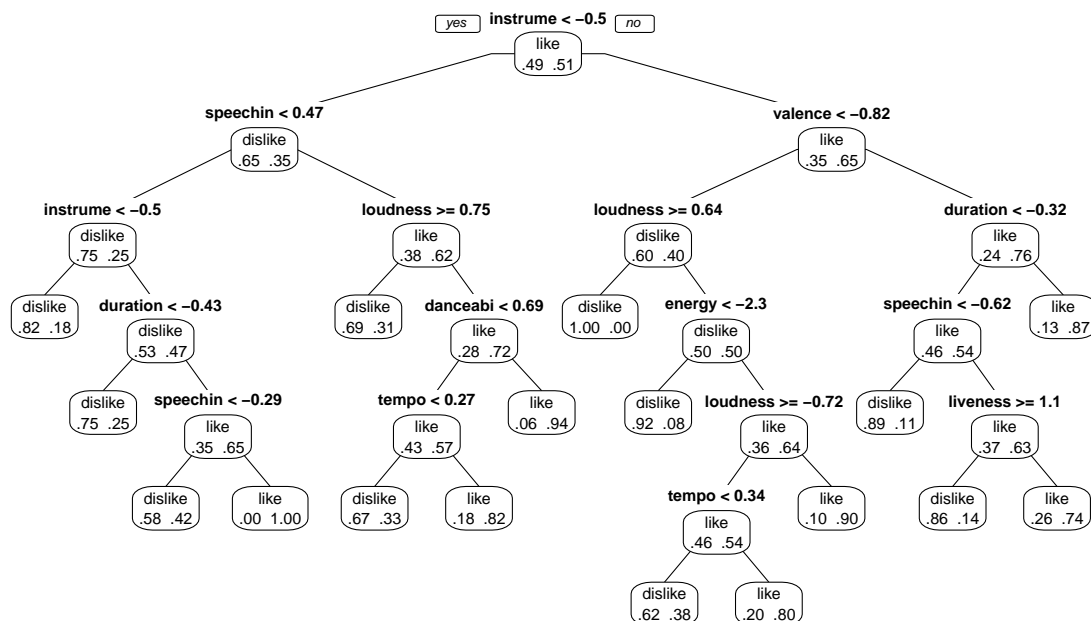 yes instrume < −0.5 no
like
.49 .51
speechin < 0.47
valence < −0.82
dislike
.65 .35
like
.35 .65
instrume < −0.5
loudness >= 0.75
loudness >= 0.64
duration < −0.32
dislike
.75 .25
like
.38 .62
dislike
.60 .40
like
.24 .76
dislike
.82 .18
duration < −0.43
dislike
.53 .47
dislike
.69 .31
danceabi < 0.69
like
.28 .72
dislike
1.00 .00
energy < −2.3
dislike
.50 .50
speechin < −0.62
like
.46 .54
like
.13 .87
dislike
.75 .25
speechin < −0.29
like
.35 .65
tempo < 0.27
like
.43 .57
like
.06 .94
dislike
.92 .08
loudness >= −0.72
like
.36 .64
dislike
.89 .11
liveness >= 1.1
like
.37 .63
dislike
.58 .42
like
.00 1.00
dislike
.67 .33
like
.18 .82
tempo < 0.34
like
.46 .54
like
.10 .90
dislike
.86 .14
like
.26 .74
dislike
.62 .38
like
.20 .80